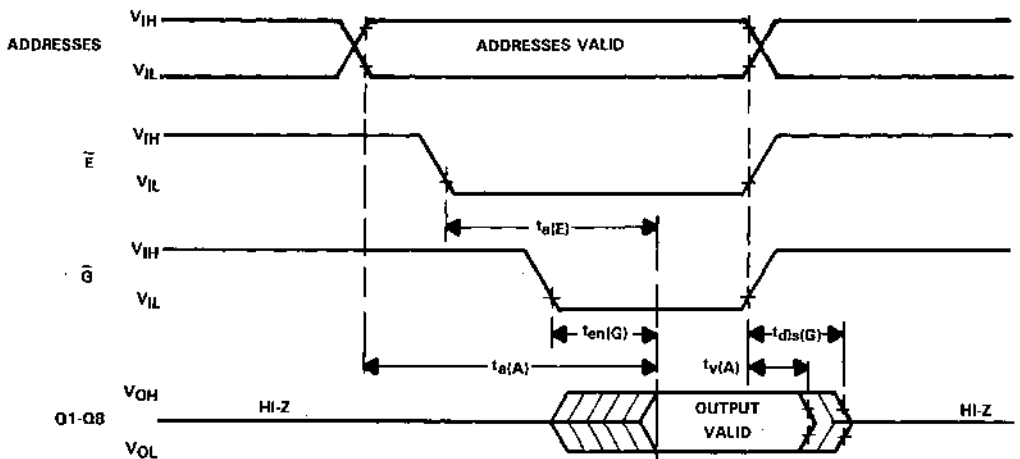 VIH
ADDRESSES
ADDRESSES VALID
VIL
VIH
Ē
VIL
ta(E)
VIH
G̅
VIL
ten(G)
tdis(G)
ta(A)
tv(A)
VOH
HI-Z
OUTPUT
HI-Z
Q1-Q8
VALID
VOL